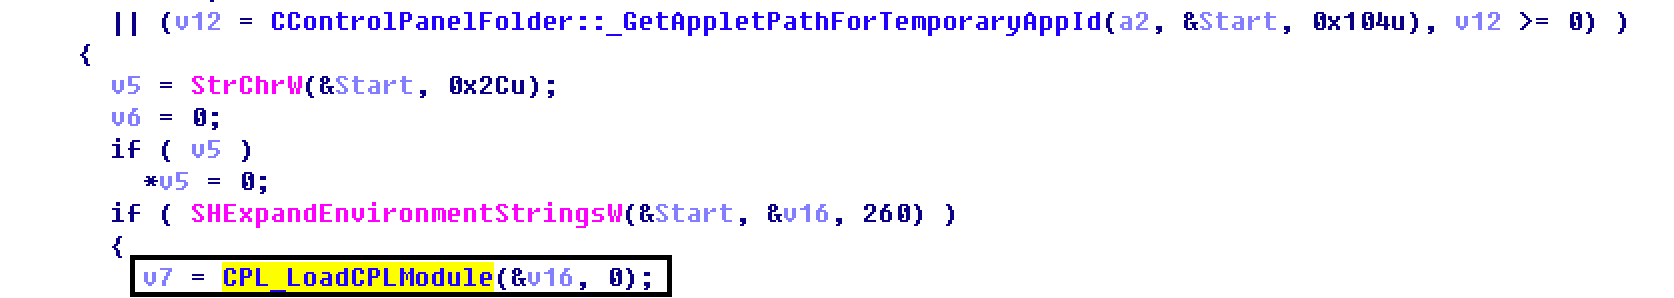 || (v12 = CControlPanelFolder::_GetAppletPathForTemporaryAppId(a2, &Start, 0x104u), v12 >= 0) )
{
v5 = StrChrW(&Start, 0x2Cu);
v6 = 0;
if ( v5 )
*v5 = 0;
if ( SHExpandEnvironmentStringsW(&Start, &v16, 260) )
{
v7 = CPL_LoadCPLModule(&v16, 0);